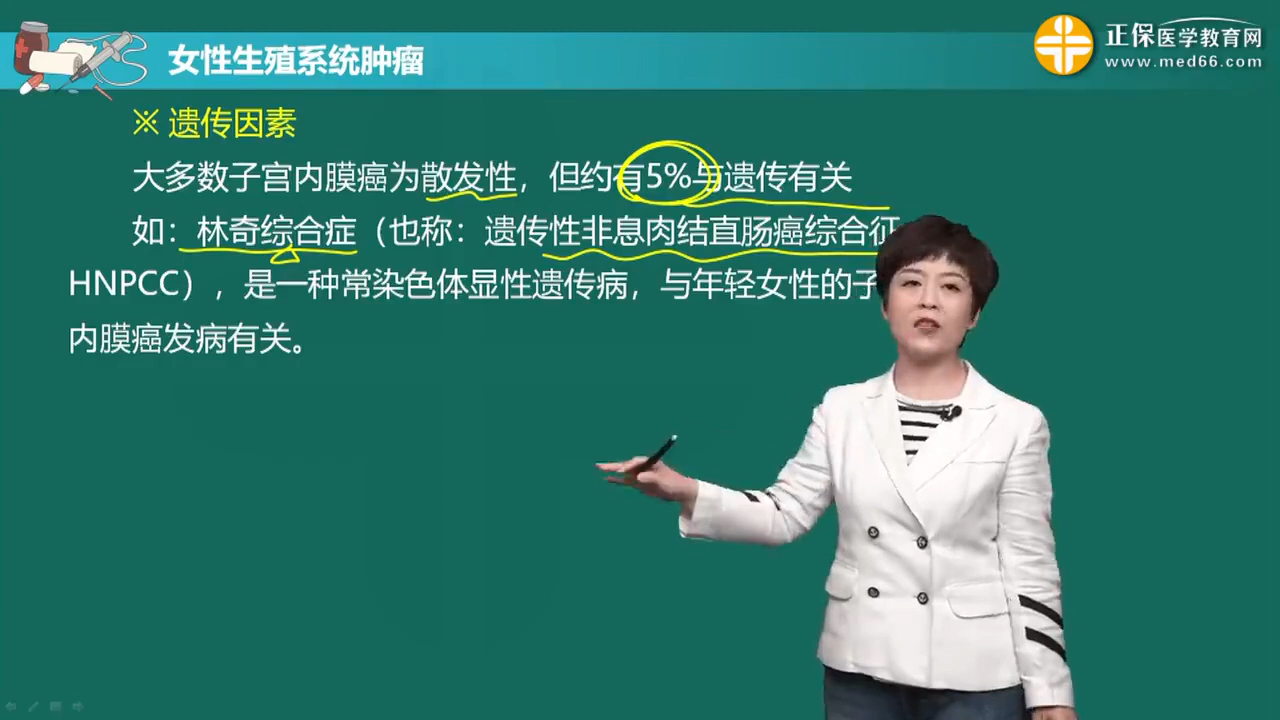 女性生殖系统肿瘤
正保医学教育网
www.med66.com
※ 遗传因素
大多数子宫内膜癌为散发性，但约有5%与遗传有关
如：林奇综合症（也称：遗传性非息肉结直肠癌综合征
HNPCC），是一种常染色体显性遗传病，与年轻女性的子
内膜癌发病有关。